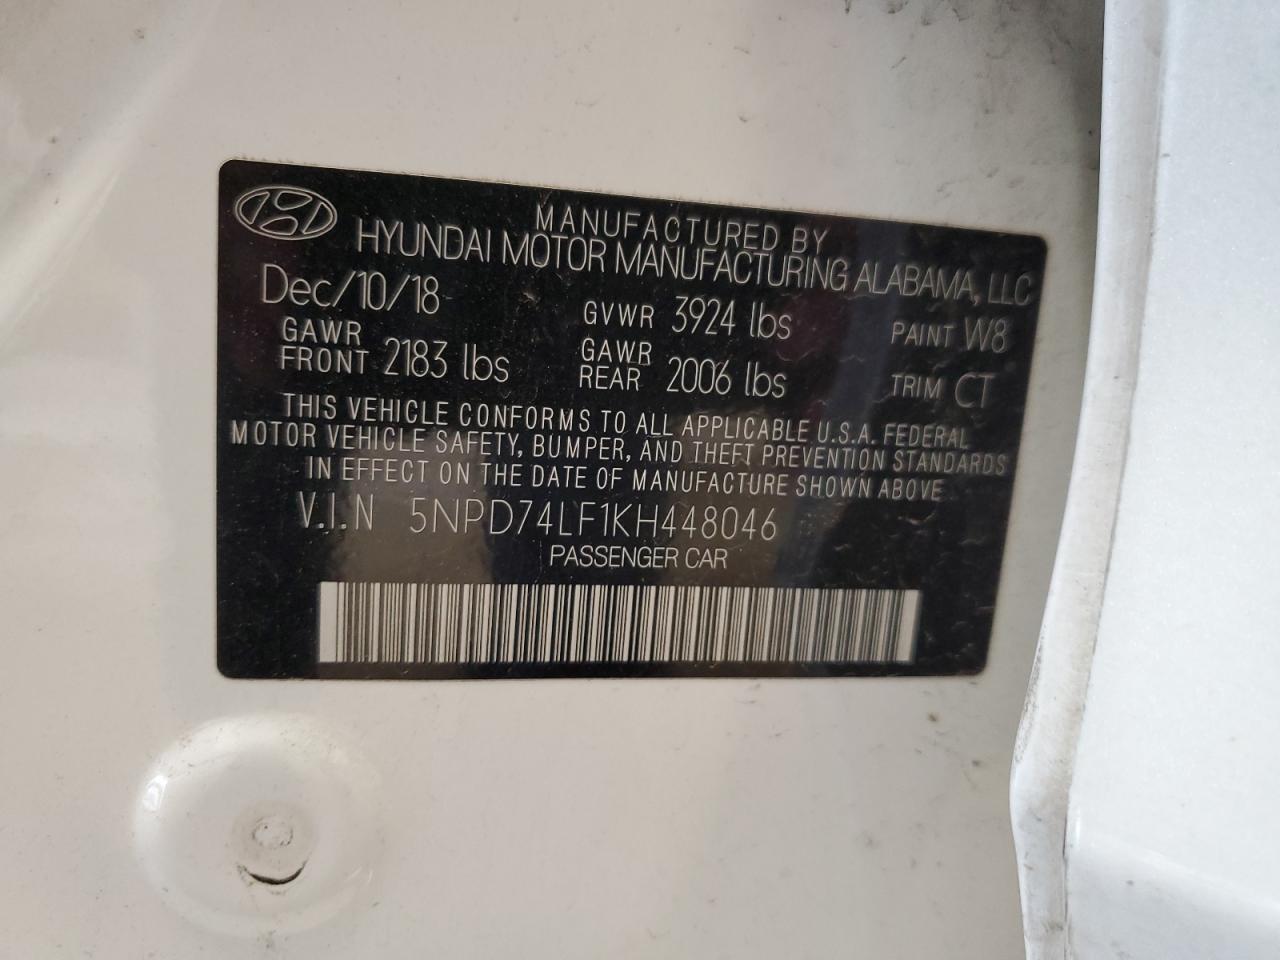 MANUFACTURED BY
HYUNDAI MOTOR MANUFACTURING ALABAMA, LLC
Dec/10/18 GVWR 3924 lbs PAINT W8
GAWR FRONT 2183 lbs GAWR REAR 2006 lbs TRIM CT
THIS VEHICLE CONFORMS TO ALL APPLICABLE U.S.A. FEDERAL
MOTOR VEHICLE SAFETY, BUMPER, AND THEFT PREVENTION STANDARDS
IN EFFECT ON THE DATE OF MANUFACTURE SHOWN ABOVE
V.I.N 5NPD74LF1KH448046
PASSENGER CAR